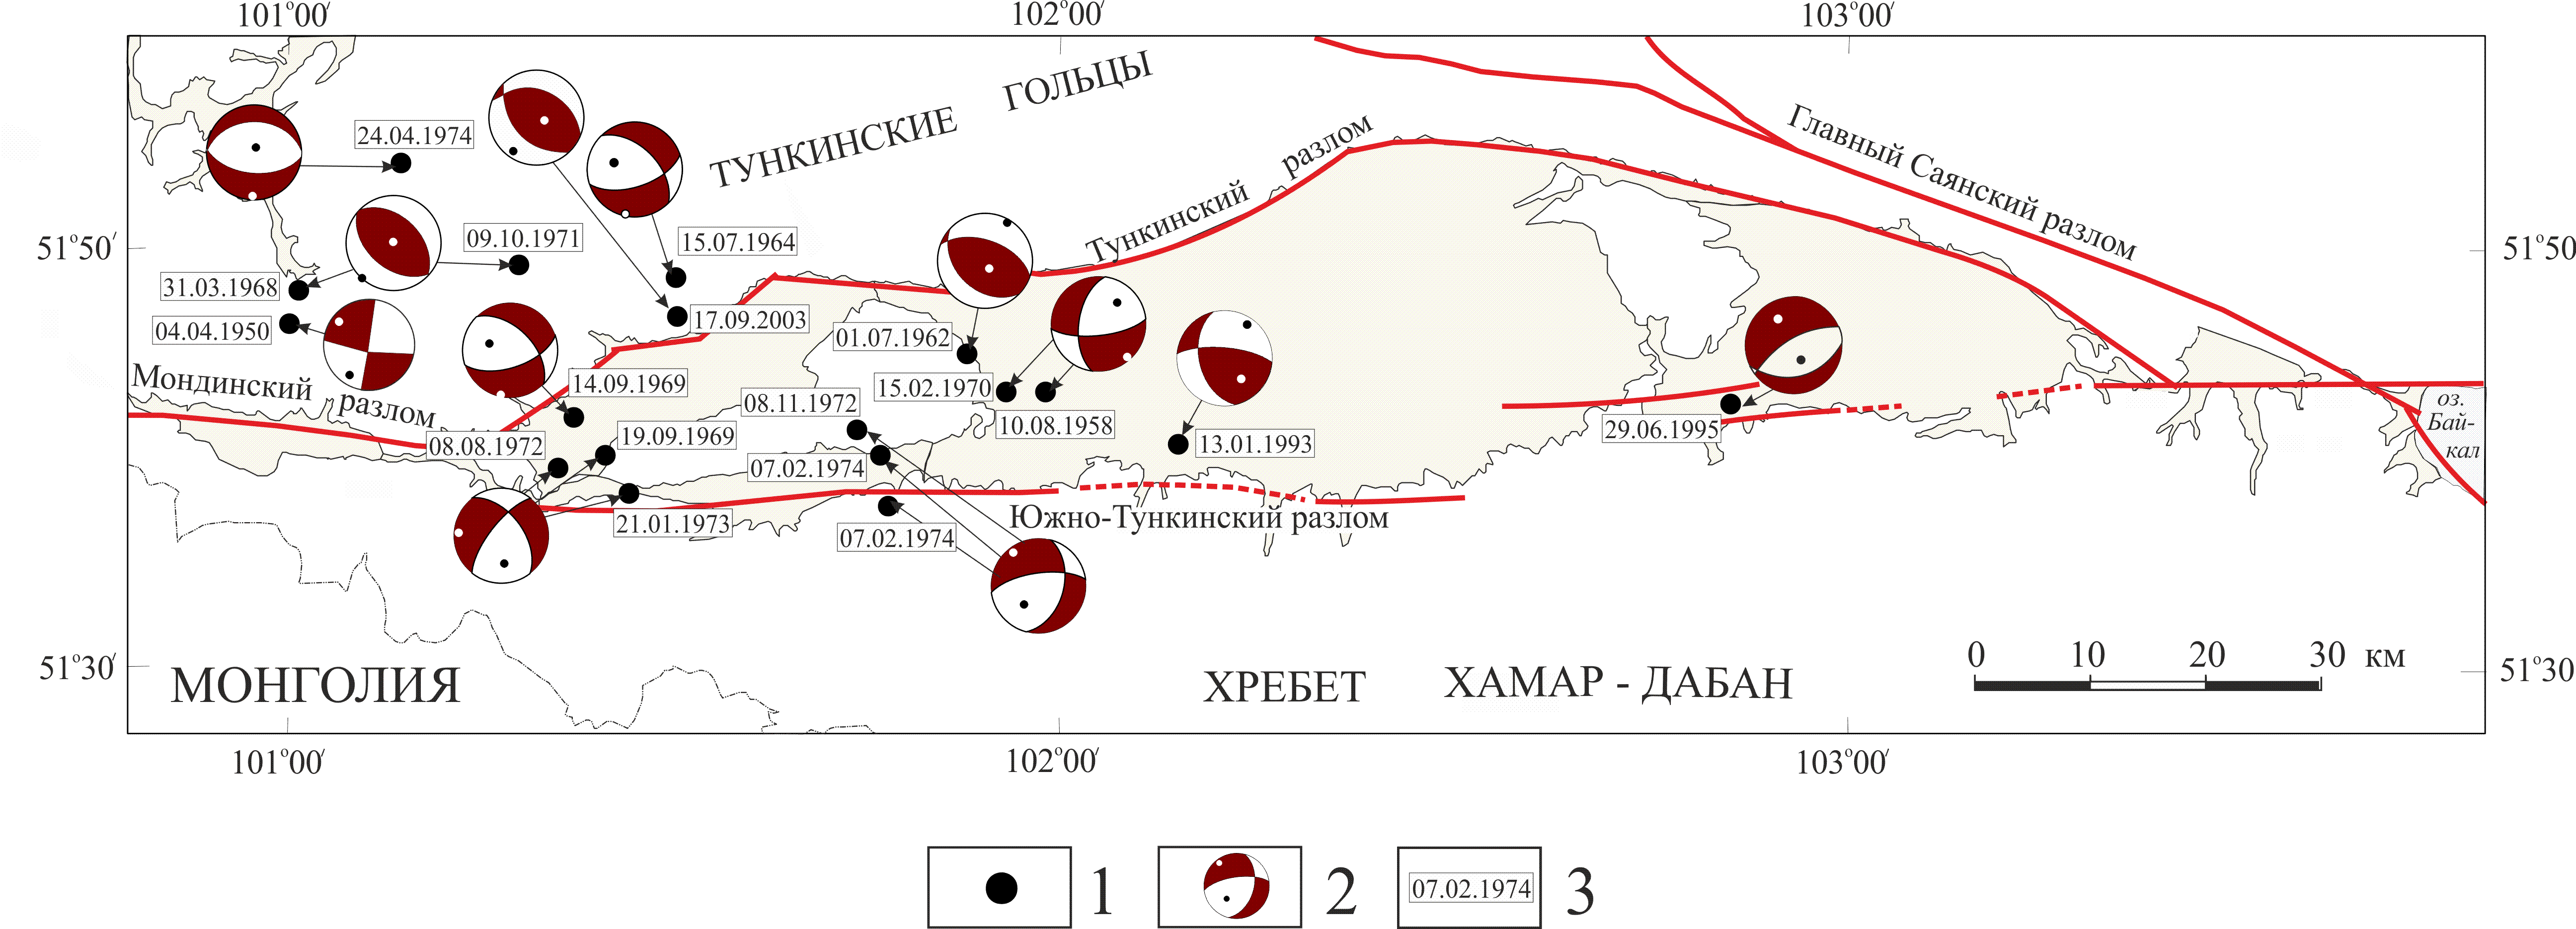 101°00′ 102°00′ 103°00′
ТУНКИНСКИЕ ГОЛЬЦЫ
24.04.1974
Главный Саянский разлом
Тункинский разлом
51°50′
51°50′
09.10.1971
15.07.1964
31.03.1968
17.09.2003
04.04.1950
01.07.1962
Мондинский разлом
14.09.1969
15.02.1970
08.11.1972
10.08.1958
29.06.1995
оз.
Бай-
кал
08.08.1972
19.09.1969
13.01.1993
07.02.1974
21.01.1973
07.02.1974
Южно-Тункинский разлом
51°30′
51°30′
МОНГОЛИЯ
ХРЕБЕТ ХАМАР - ДАБАН
0 10 20 30 км
101°00′ 102°00′ 103°00′
1 2 07.02.1974 3